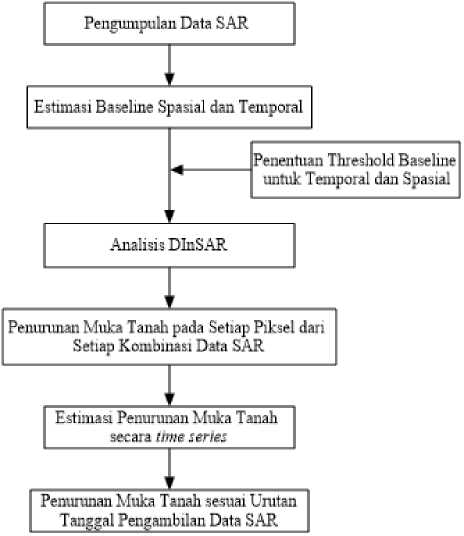 Pengumpulan Data SAR
Estimasi Baseline Spasial dan Temporal
Penentuan Threshold Baseline
untuk Temporal dan Spasial
Analisis DInSAR
Penurunan Muka Tanah pada Setiap Piksel dari
Setiap Kombinasi Data SAR
Estimasi Penurunan Muka Tanah
secara time series
Penurunan Muka Tanah sesuai Urutan
Tanggal Pengambilan Data SAR